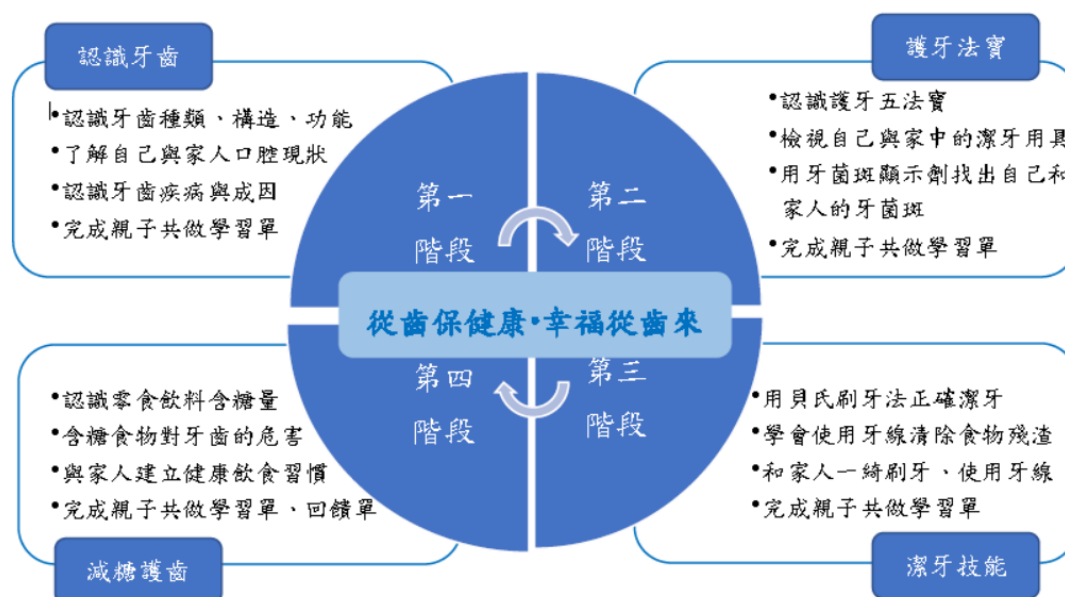 認識牙齒
•認識牙齒種類、構造、功能
•了解自己與家人口腔現狀
•認識牙齒疾病與成因
•完成親子共做學習單
護牙法寶
•認識護牙五法寶
•檢視自己與家中的潔牙用具
•用牙菌斑顯示劑找出自己和
家人的牙菌斑
•完成親子共做學習單
第一
階段
第二
階段
從齒保健康•幸福從齒來
第四
階段
第三
階段
•認識零食飲料含糖量
•含糖食物對牙齒的危害
•與家人建立健康飲食習慣
•完成親子共做學習單、回饋單
減糖護齒
•用貝氏刷牙法正確潔牙
•學會使用牙線清除食物殘渣
•和家人一綺刷牙、使用牙線
•完成親子共做學習單
潔牙技能